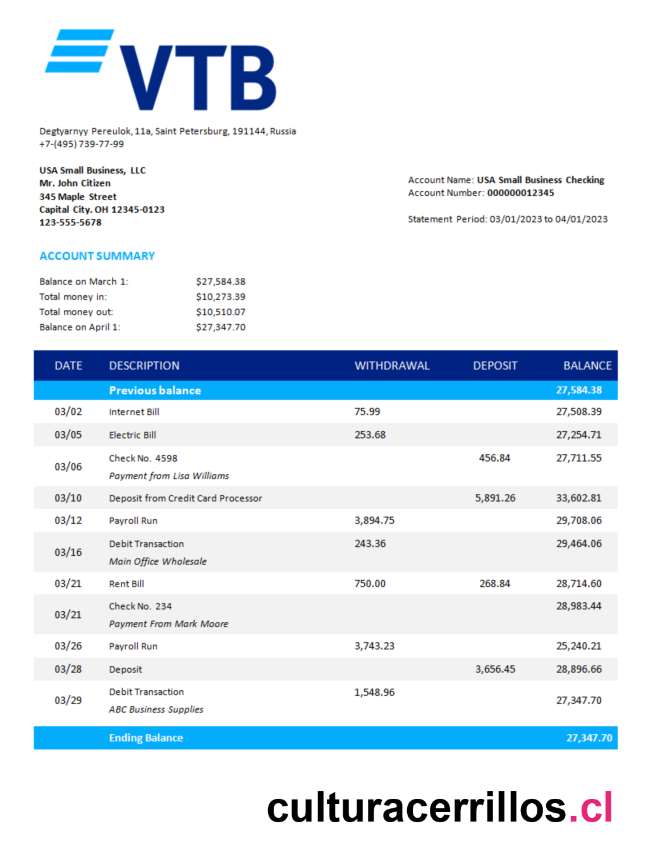 VTB
Degtyarnyy Pereulok, 11a, Saint Petersburg, 191144, Russia
+7-(495) 739-77-99
USA Small Business, LLC
Mr. John Citizen
345 Maple Street
Capital City. OH 12345-0123
123-555-5678
Account Name: USA Small Business Checking
Account Number: 000000012345
Statement Period: 03/01/2023 to 04/01/2023
ACCOUNT SUMMARY
Balance on March 1: $27,584.38
Total money in: $10,273.39
Total money out: $10,510.07
Balance on April 1: $27,347.70
DATE DESCRIPTION WITHDRAWAL DEPOSIT BALANCE
Previous balance 27,584.38
03/02 Internet Bill 75.99 27,508.39
03/05 Electric Bill 253.68 27,254.71
03/06 Check No. 4598 456.84 27,711.55
Payment from Lisa Williams
03/10 Deposit from Credit Card Processor 5,891.26 33,602.81
03/12 Payroll Run 3,894.75 29,708.06
03/16 Debit Transaction 243.36 29,464.06
Main Office Wholesale
03/21 Rent Bill 750.00 268.84 28,714.60
03/21 Check No. 234 28,983.44
Payment From Mark Moore
03/26 Payroll Run 3,743.23 25,240.21
03/28 Deposit 3,656.45 28,896.66
03/29 Debit Transaction 1,548.96 27,347.70
ABC Business Supplies
Ending Balance 27,347.70
culturacerrillos.cl